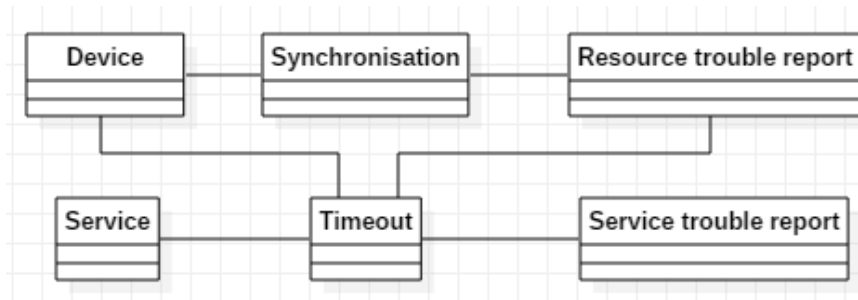 Device
Synchronisation
Resource trouble report
Service
Timeout
Service trouble report